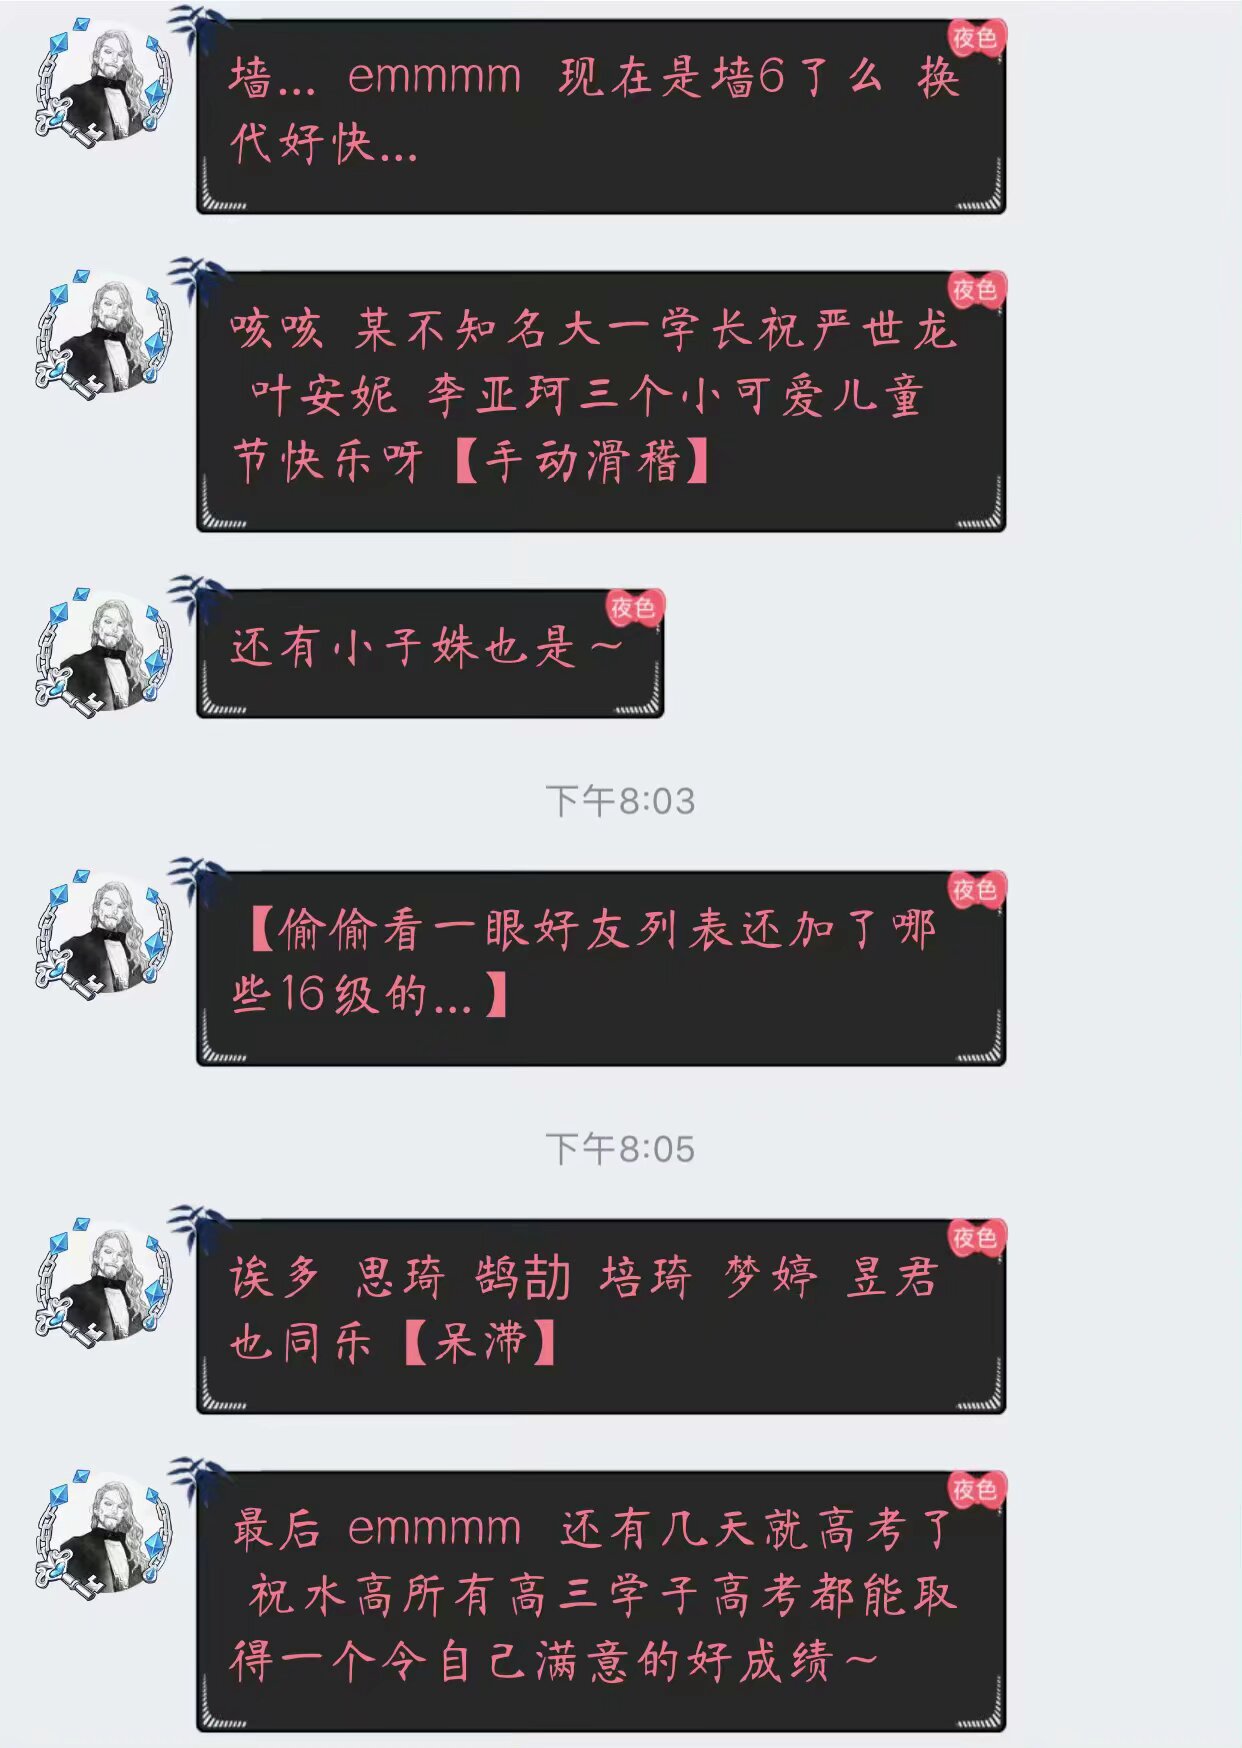 夜色
墙... emmmm 现在是墙6了么 换
代好快...
夜色
咳咳 某不知名大一学长祝严世龙
叶安妮 李亚珂三个小可爱儿童
节快乐呀【手动滑稽】
夜色
还有小子姝也是～
下午8:03
夜色
【偷偷看一眼好友列表还加了哪
些16级的...】
下午8:05
夜色
诶多 思琦 鹄劼 培琦 梦婷 昱君
也同乐【呆滞】
夜色
最后 emmmm 还有几天就高考了
祝水高所有高三学子高考都能取
得一个令自己满意的好成绩～